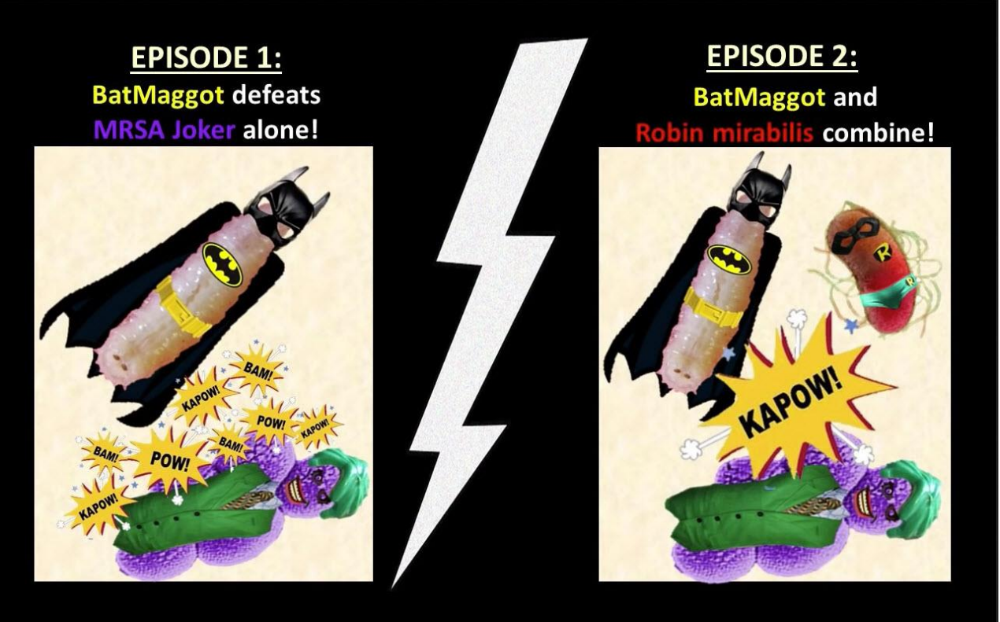 EPISODE 1:
BatMaggot defeats
MRSA Joker alone!
BAM!
KAPOW!
POW!
KAPOW!
BAM!
BAM!
POW!
KAPOW!
EPISODE 2:
BatMaggot and
Robin mirabilis combine!
R
R
KAPOW!